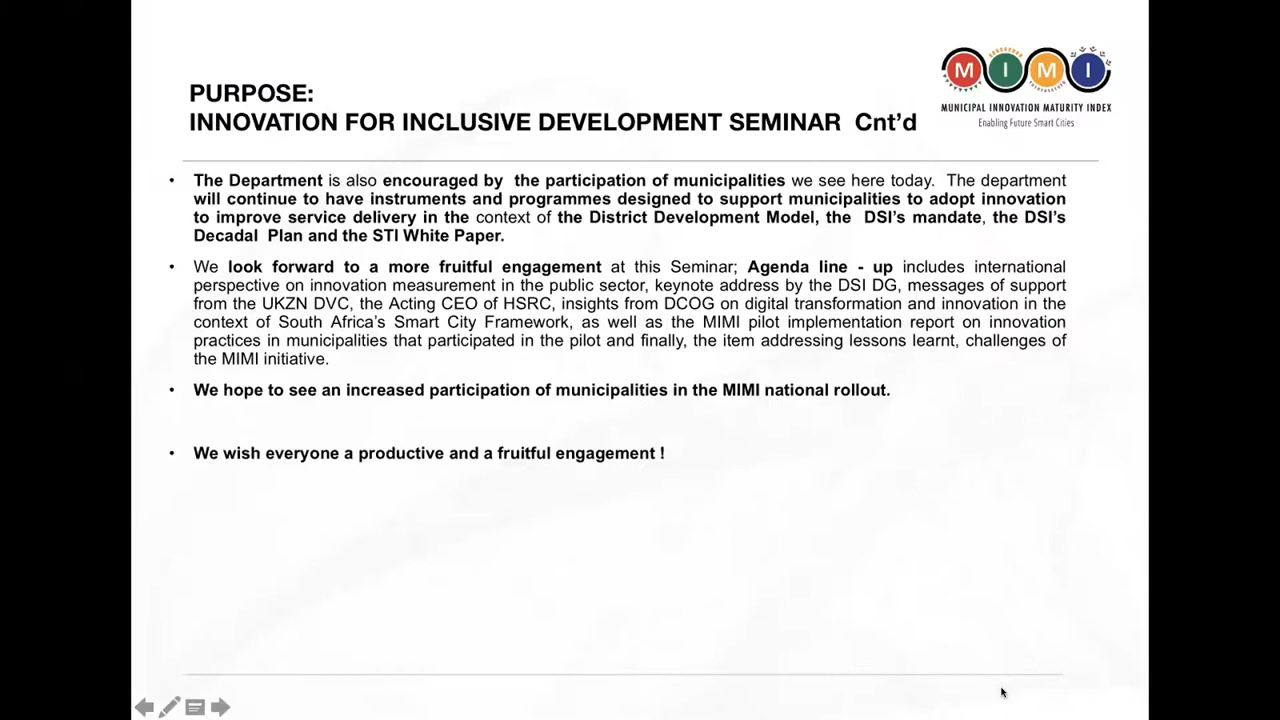 PURPOSE:
INNOVATION FOR INCLUSIVE DEVELOPMENT SEMINAR Cnt'd
MIMI
MUNICIPAL INNOVATION MATURITY INDEX
Enabling Future Smart Cities
• The Department is also encouraged by the participation of municipalities we see here today. The department
will continue to have instruments and programmes designed to support municipalities to adopt innovation
to improve service delivery in the context of the District Development Model, the DSI's mandate, the DSI's
Decadal Plan and the STI White Paper.
• We look forward to a more fruitful engagement at this Seminar; Agenda line - up includes international
perspective on innovation measurement in the public sector, keynote address by the DSI DG, messages of support
from the UKZN DVC, the Acting CEO of HSRC, insights from DCOG on digital transformation and innovation in the
context of South Africa's Smart City Framework, as well as the MIMI pilot implementation report on innovation
practices in municipalities that participated in the pilot and finally, the item addressing lessons learnt, challenges of
the MIMI initiative.
• We hope to see an increased participation of municipalities in the MIMI national rollout.
• We wish everyone a productive and a fruitful engagement !